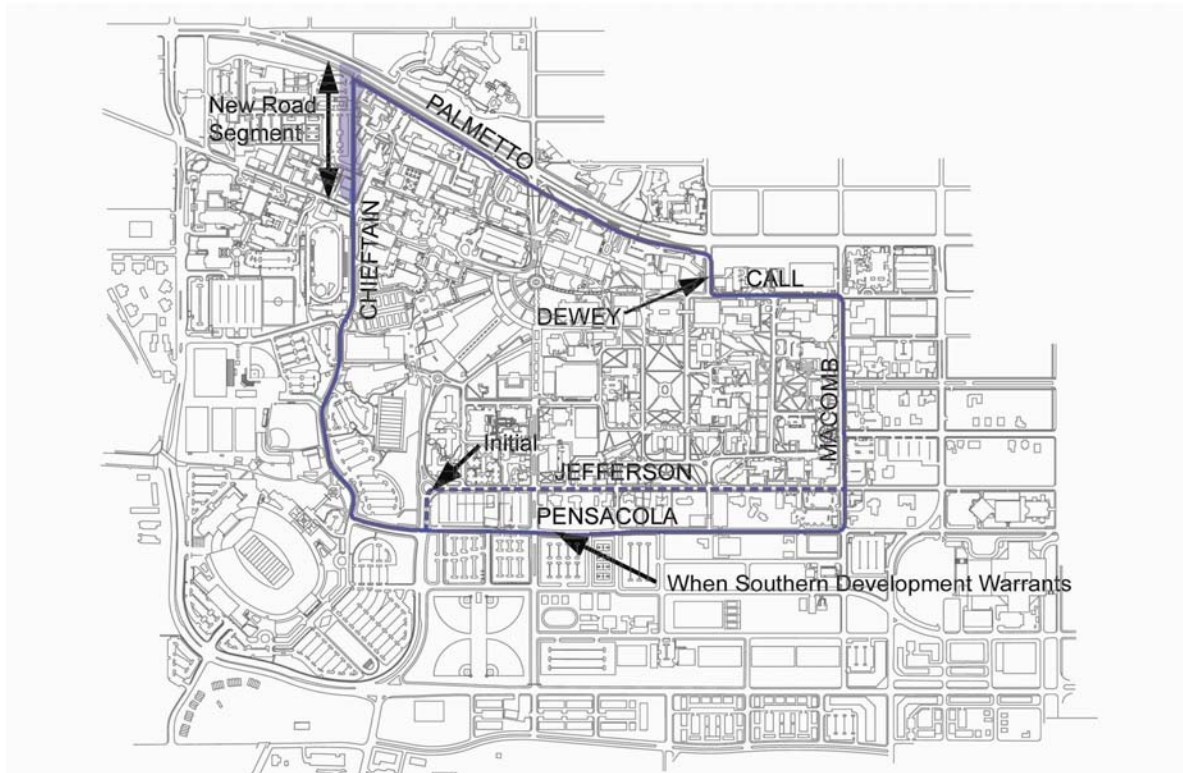 New Road
Segment
PALMETTO
CHIEFTAIN
CALL
DEWEY
MACOMB
Initial
JEFFERSON
PENSACOLA
When Southern Development Warrants